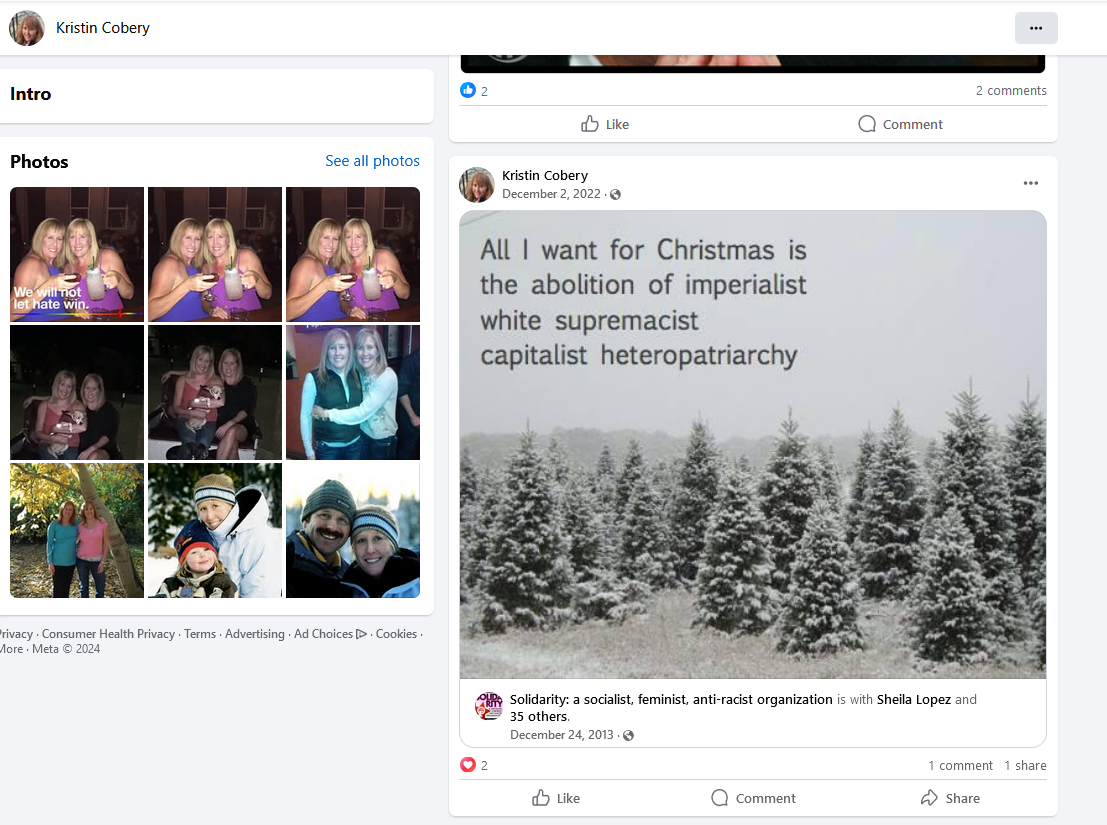 Kristin Cobery
Intro
Photos
See all photos
We will not
let hate win.
Privacy · Consumer Health Privacy · Terms · Advertising · Ad Choices · Cookies ·
More · Meta © 2024
2
2 comments
Like
Comment
Kristin Cobery
December 2, 2022 ·
All I want for Christmas is
the abolition of imperialist
white supremacist
capitalist heteropatriarchy
Solidarity: a socialist, feminist, anti-racist organization is with Sheila Lopez and
35 others.
December 24, 2013 ·
2
1 comment
1 share
Like
Comment
Share